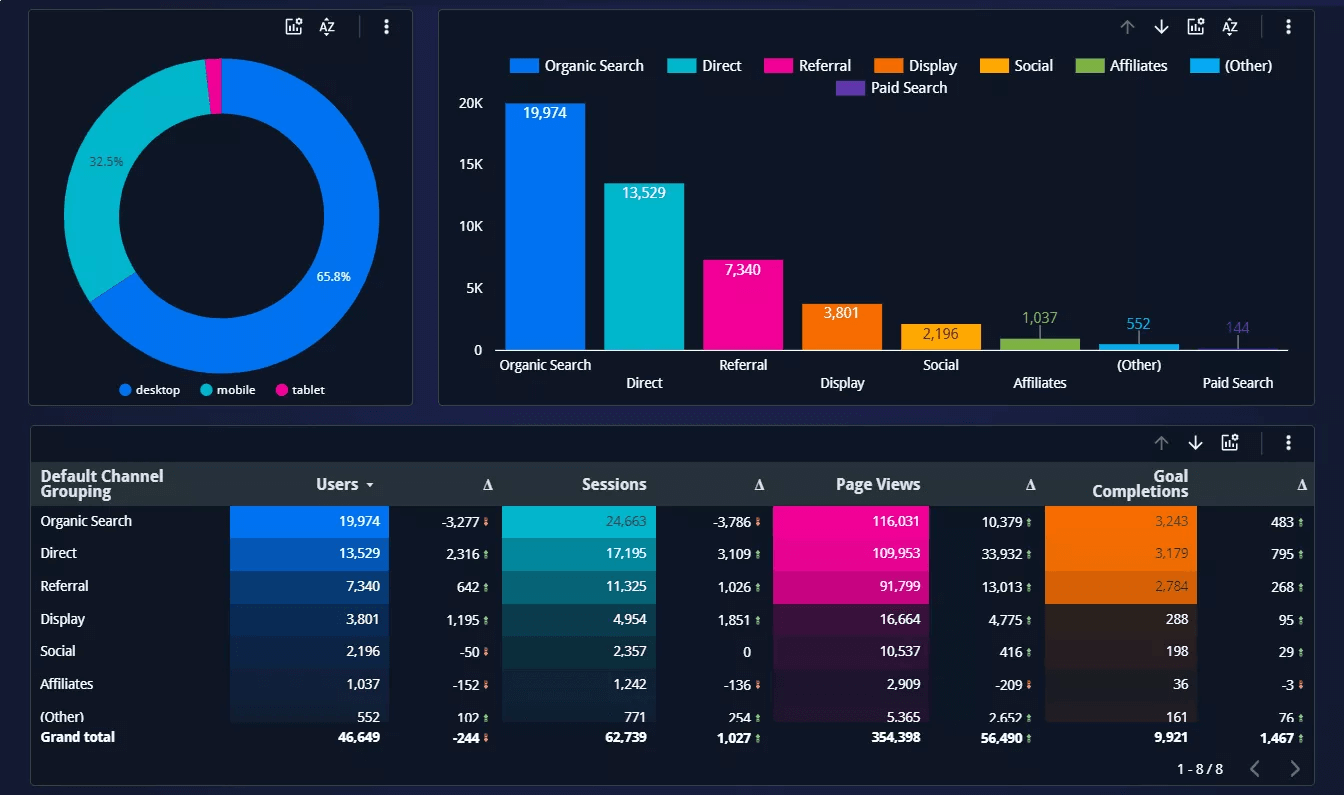 32.5%
65.8%
desktop mobile tablet
Organic Search Direct Referral Display Social Affiliates (Other)
Paid Search
20K
15K
10K
5K
0
19,974
13,529
7,340
3,801
2,196
1,037
552
144
Organic Search
Direct
Referral
Display
Social
Affiliates
(Other)
Paid Search
Default Channel Grouping Users Δ Sessions Δ Page Views Δ Goal Completions Δ
Organic Search 19,974 -3,277 24,663 -3,786 116,031 10,379 3,243 483
Direct 13,529 2,316 17,195 3,109 109,953 33,932 3,179 795
Referral 7,340 642 11,325 1,026 91,799 13,013 2,784 268
Display 3,801 1,195 4,954 1,851 16,664 4,775 288 95
Social 2,196 -50 2,357 0 10,537 416 198 29
Affiliates 1,037 -152 1,242 -136 2,909 -209 36 -3
(Other) 552 102 771 254 5,365 2,652 161 76
Grand total 46,649 -244 62,739 1,027 354,398 56,490 9,921 1,467
1 - 8 / 8